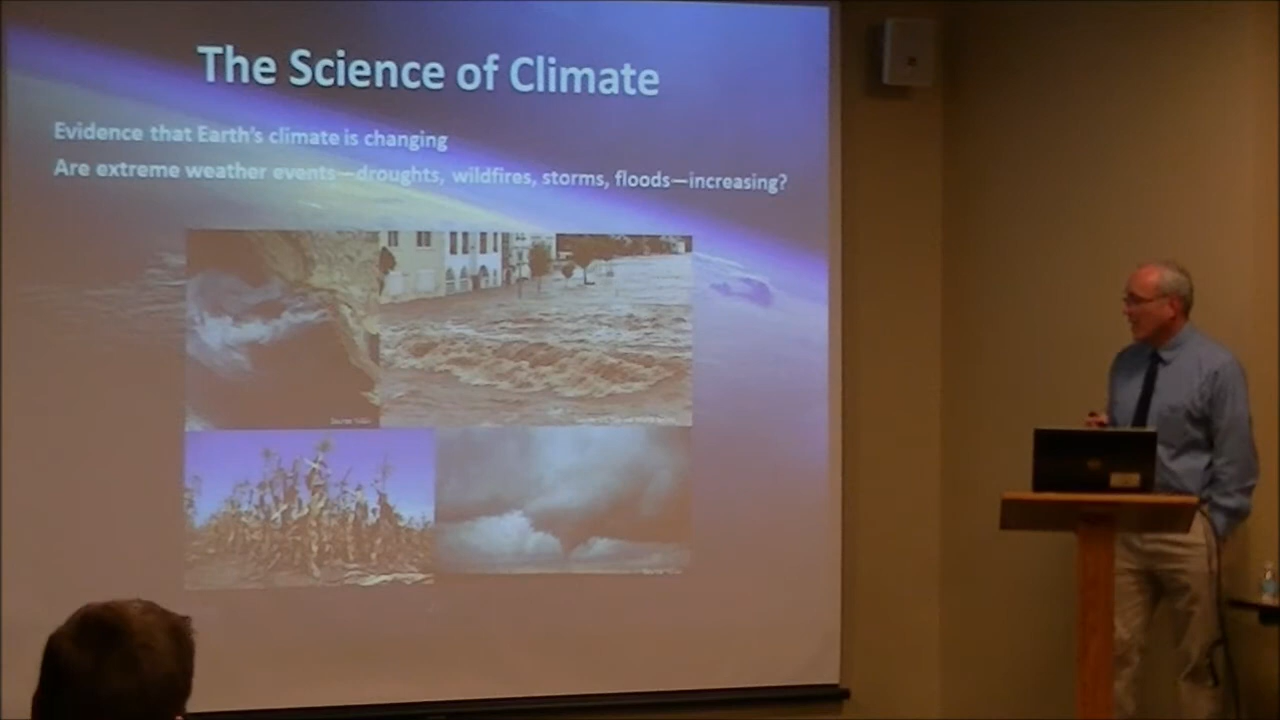 The Science of Climate
Evidence that Earth's climate is changing
Are extreme weather events—droughts, wildfires, storms, floods—increasing?